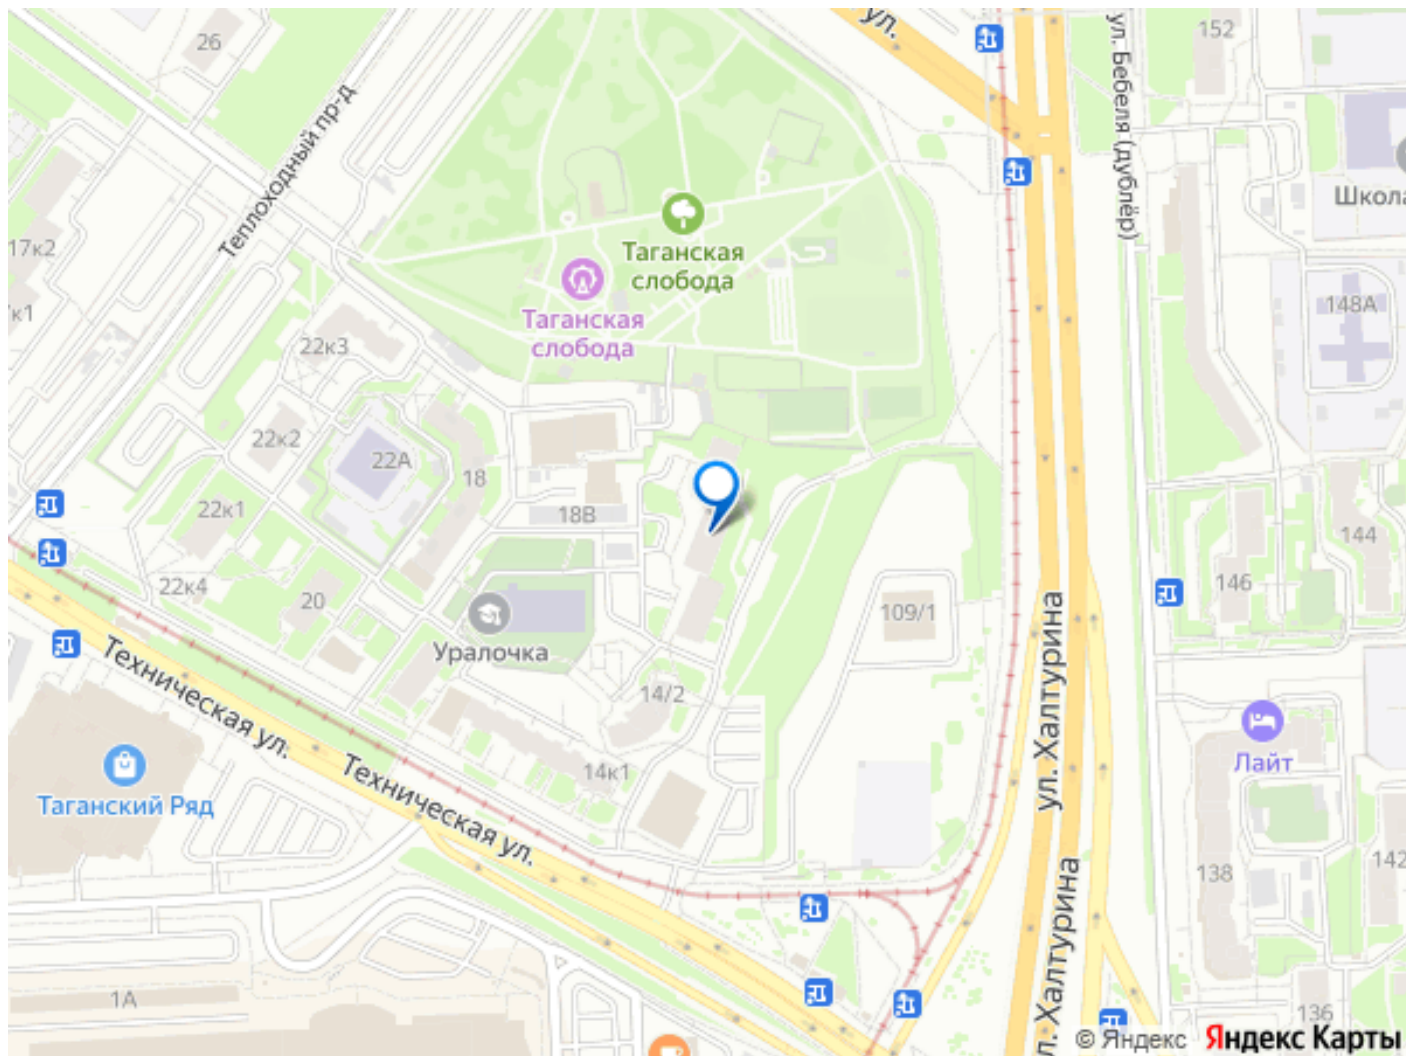 26
ул.
152
Теплоходный пр-д
ул. Бебеля (дублёр)
Школа
17к2
Таганская
слобода
148А
к1
22к3
Таганская
слобода
22к2
22А
18
22к1
18В
144
146
22к4
20
109/1
Уралочка
ул. Халтурина
Техническая ул.
14/2
Лайт
14к1
Таганский Ряд
Техническая ул.
138
142
ул. Халтурина
1А
136
© Яндекс Яндекс Карты